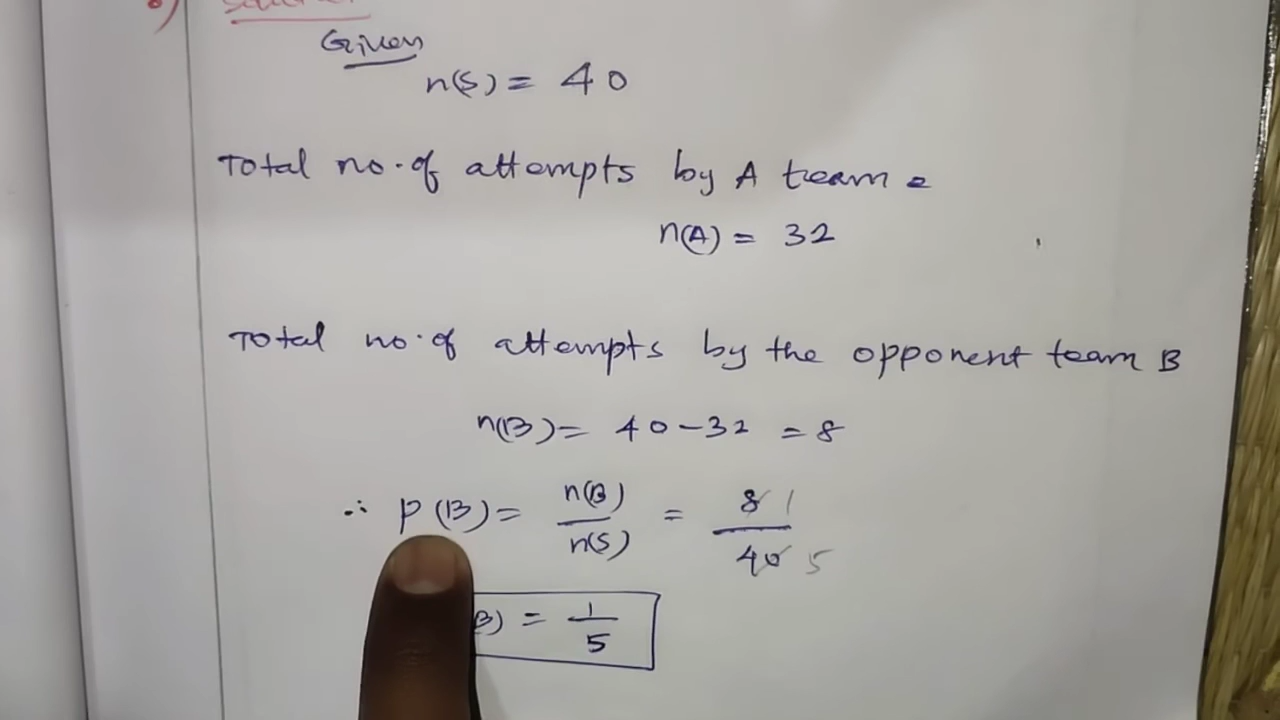 Given
n(S) = 40
Total no. of attempts by A team =
n(A) = 32
Total no. of attempts by the opponent team B
n(B) = 40 - 32 = 8
∴ P(B) = n(B)/n(S) = 8/40 1/5
B) = 1/5